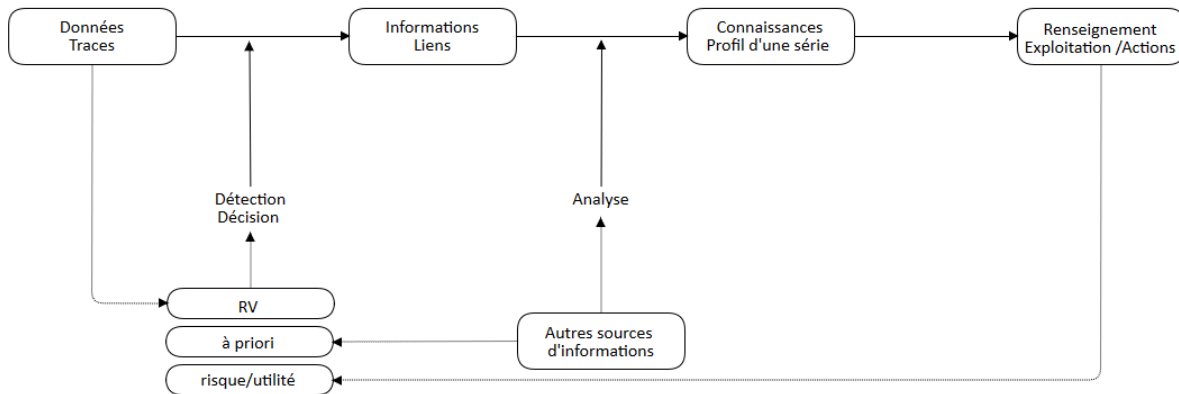 Données
Traces
Informations
Liens
Connaissances
Profil d'une série
Renseignement
Exploitation /Actions
Détection
Décision
Analyse
RV
à priori
risque/utilité
Autres sources
d'informations